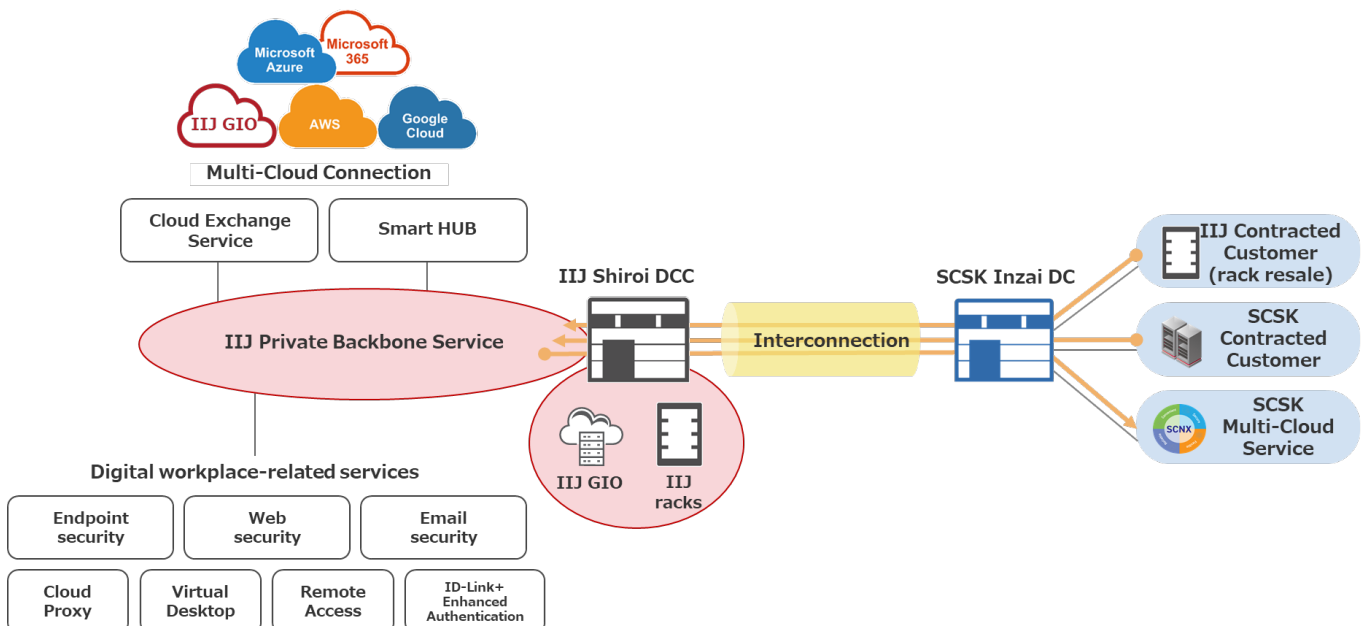 Microsoft
Azure
Microsoft
365
IIJ GIO
AWS
Google
Cloud
Multi-Cloud Connection
Cloud Exchange
Service
Smart HUB
IIJ Private Backbone Service
IIJ Shiroi DCC
Interconnection
SCSK Inzai DC
IIJ Contracted
Customer
(rack resale)
SCSK
Contracted
Customer
SCNX
SCSK
Multi-Cloud
Service
IIJ GIO
IIJ
racks
Digital workplace-related services
Endpoint
security
Web
security
Email
security
Cloud
Proxy
Virtual
Desktop
Remote
Access
ID-Link+
Enhanced
Authentication